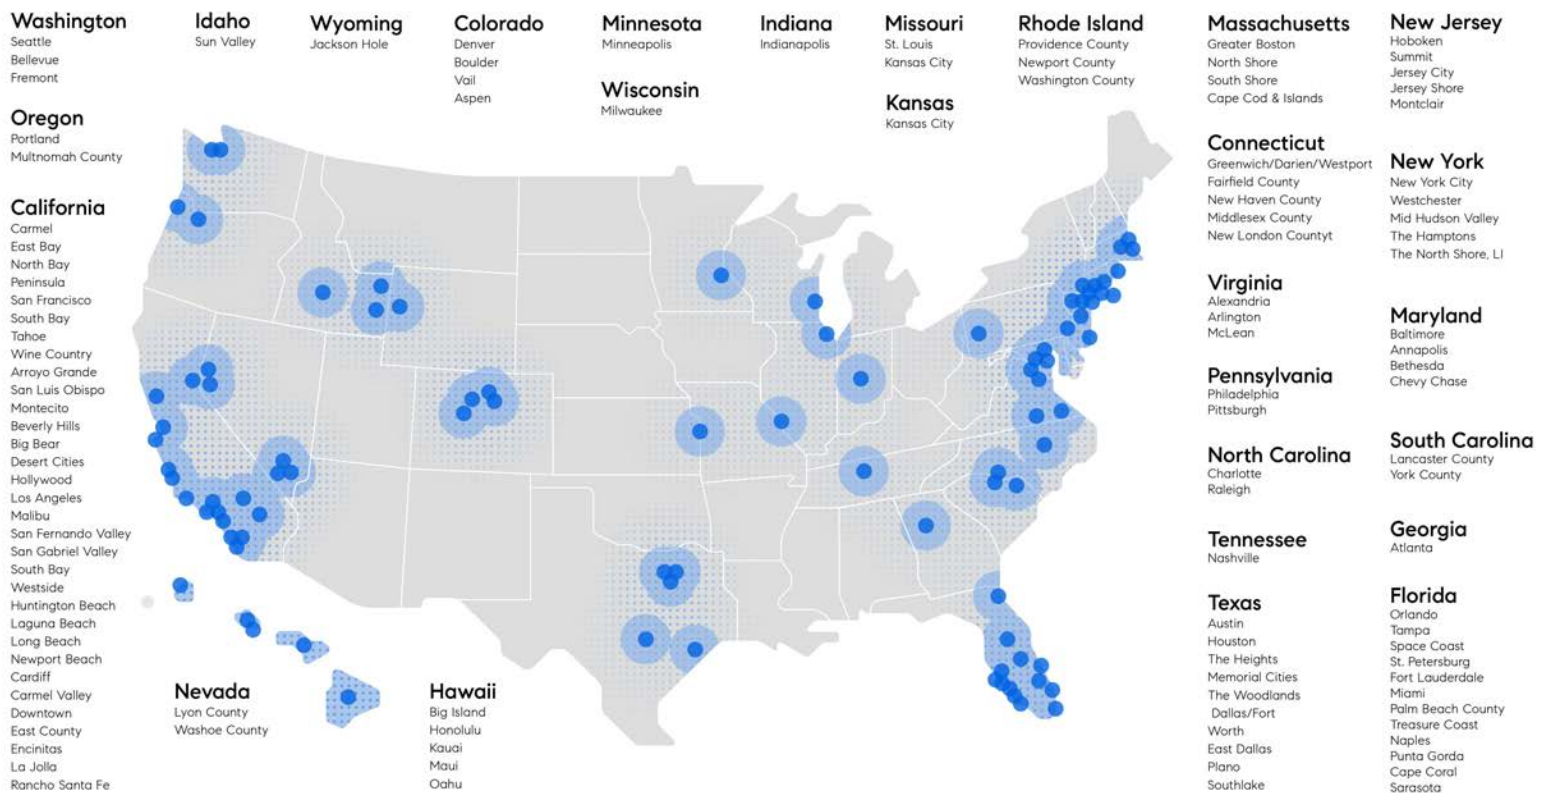 Washington
Seattle
Bellevue
Fremont
Oregon
Portland
Multnomah County
California
Carmel
East Bay
North Bay
Peninsula
San Francisco
South Bay
Tahoe
Wine Country
Arroyo Grande
San Luis Obispo
Montecito
Beverly Hills
Big Bear
Desert Cities
Hollywood
Los Angeles
Malibu
San Fernando Valley
San Gabriel Valley
South Bay
Westside
Huntington Beach
Laguna Beach
Long Beach
Newport Beach
Cardiff
Carmel Valley
Downtown
East County
Encinitas
La Jolla
Rancho Santa Fe
Idaho
Sun Valley
Wyoming
Jackson Hole
Colorado
Denver
Boulder
Vail
Aspen
Minnesota
Minneapolis
Wisconsin
Milwaukee
Indiana
Indianapolis
Missouri
St. Louis
Kansas City
Kansas
Kansas City
Rhode Island
Providence County
Newport County
Washington County
Nevada
Lyon County
Washoe County
Hawaii
Big Island
Honolulu
Kauai
Maui
Oahu
Massachusetts
Greater Boston
North Shore
South Shore
Cape Cod & Islands
Connecticut
Greenwich/Darien/Westport
Fairfield County
New Haven County
Middlesex County
New London Countyt
Virginia
Alexandria
Arlington
McLean
Pennsylvania
Philadelphia
Pittsburgh
North Carolina
Charlotte
Raleigh
Tennessee
Nashville
Texas
Austin
Houston
The Heights
Memorial Cities
The Woodlands
Dallas/Fort
Worth
East Dallas
Plano
Southlake
New Jersey
Hoboken
Summit
Jersey City
Jersey Shore
Montclair
New York
New York City
Westchester
Mid Hudson Valley
The Hamptons
The North Shore, LI
Maryland
Baltimore
Annapolis
Bethesda
Chevy Chase
South Carolina
Lancaster County
York County
Georgia
Atlanta
Florida
Orlando
Tampa
Space Coast
St. Petersburg
Fort Lauderdale
Miami
Palm Beach County
Treasure Coast
Naples
Punta Gorda
Cape Coral
Sarasota